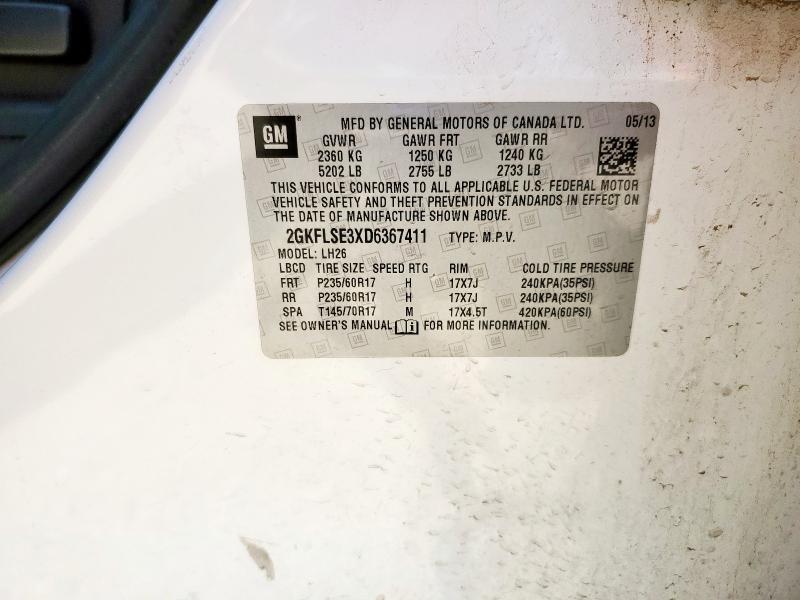 GM
MFD BY GENERAL MOTORS OF CANADA LTD. 05/13
GVWR GAWR FRT GAWR RR
2360 KG 1250 KG 1240 KG
5202 LB 2755 LB 2733 LB
THIS VEHICLE CONFORMS TO ALL APPLICABLE U.S. FEDERAL MOTOR
VEHICLE SAFETY AND THEFT PREVENTION STANDARDS IN EFFECT ON
THE DATE OF MANUFACTURE SHOWN ABOVE.
2GKFLSE3XD6367411 TYPE: M.P.V.
MODEL: LH26
LBCD TIRE SIZE SPEED RTG RIM COLD TIRE PRESSURE
FRT P235/60R17 H 17X7J 240KPA(35PSI)
RR P235/60R17 H 17X7J 240KPA(35PSI)
SPA T145/70R17 M 17X4.5T 420KPA(60PSI)
SEE OWNER'S MANUAL FOR MORE INFORMATION.